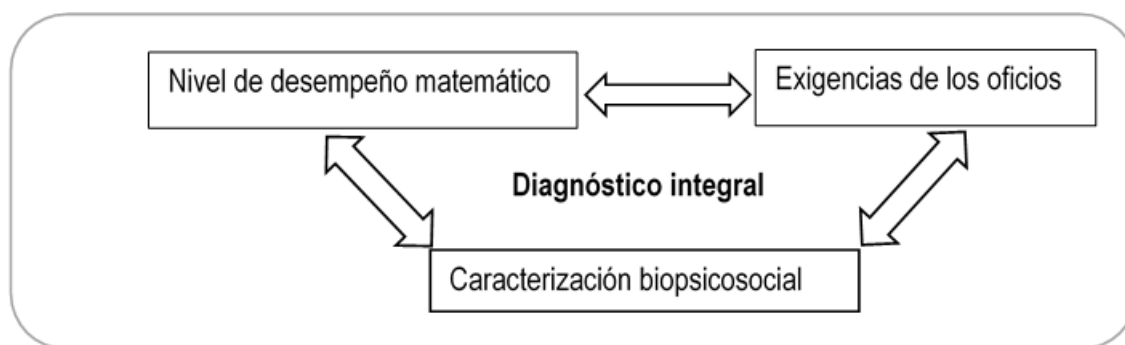 Nivel de desempeño matemático
Exigencias de los oficios
Diagnóstico integral
Caracterización biopsicosocial